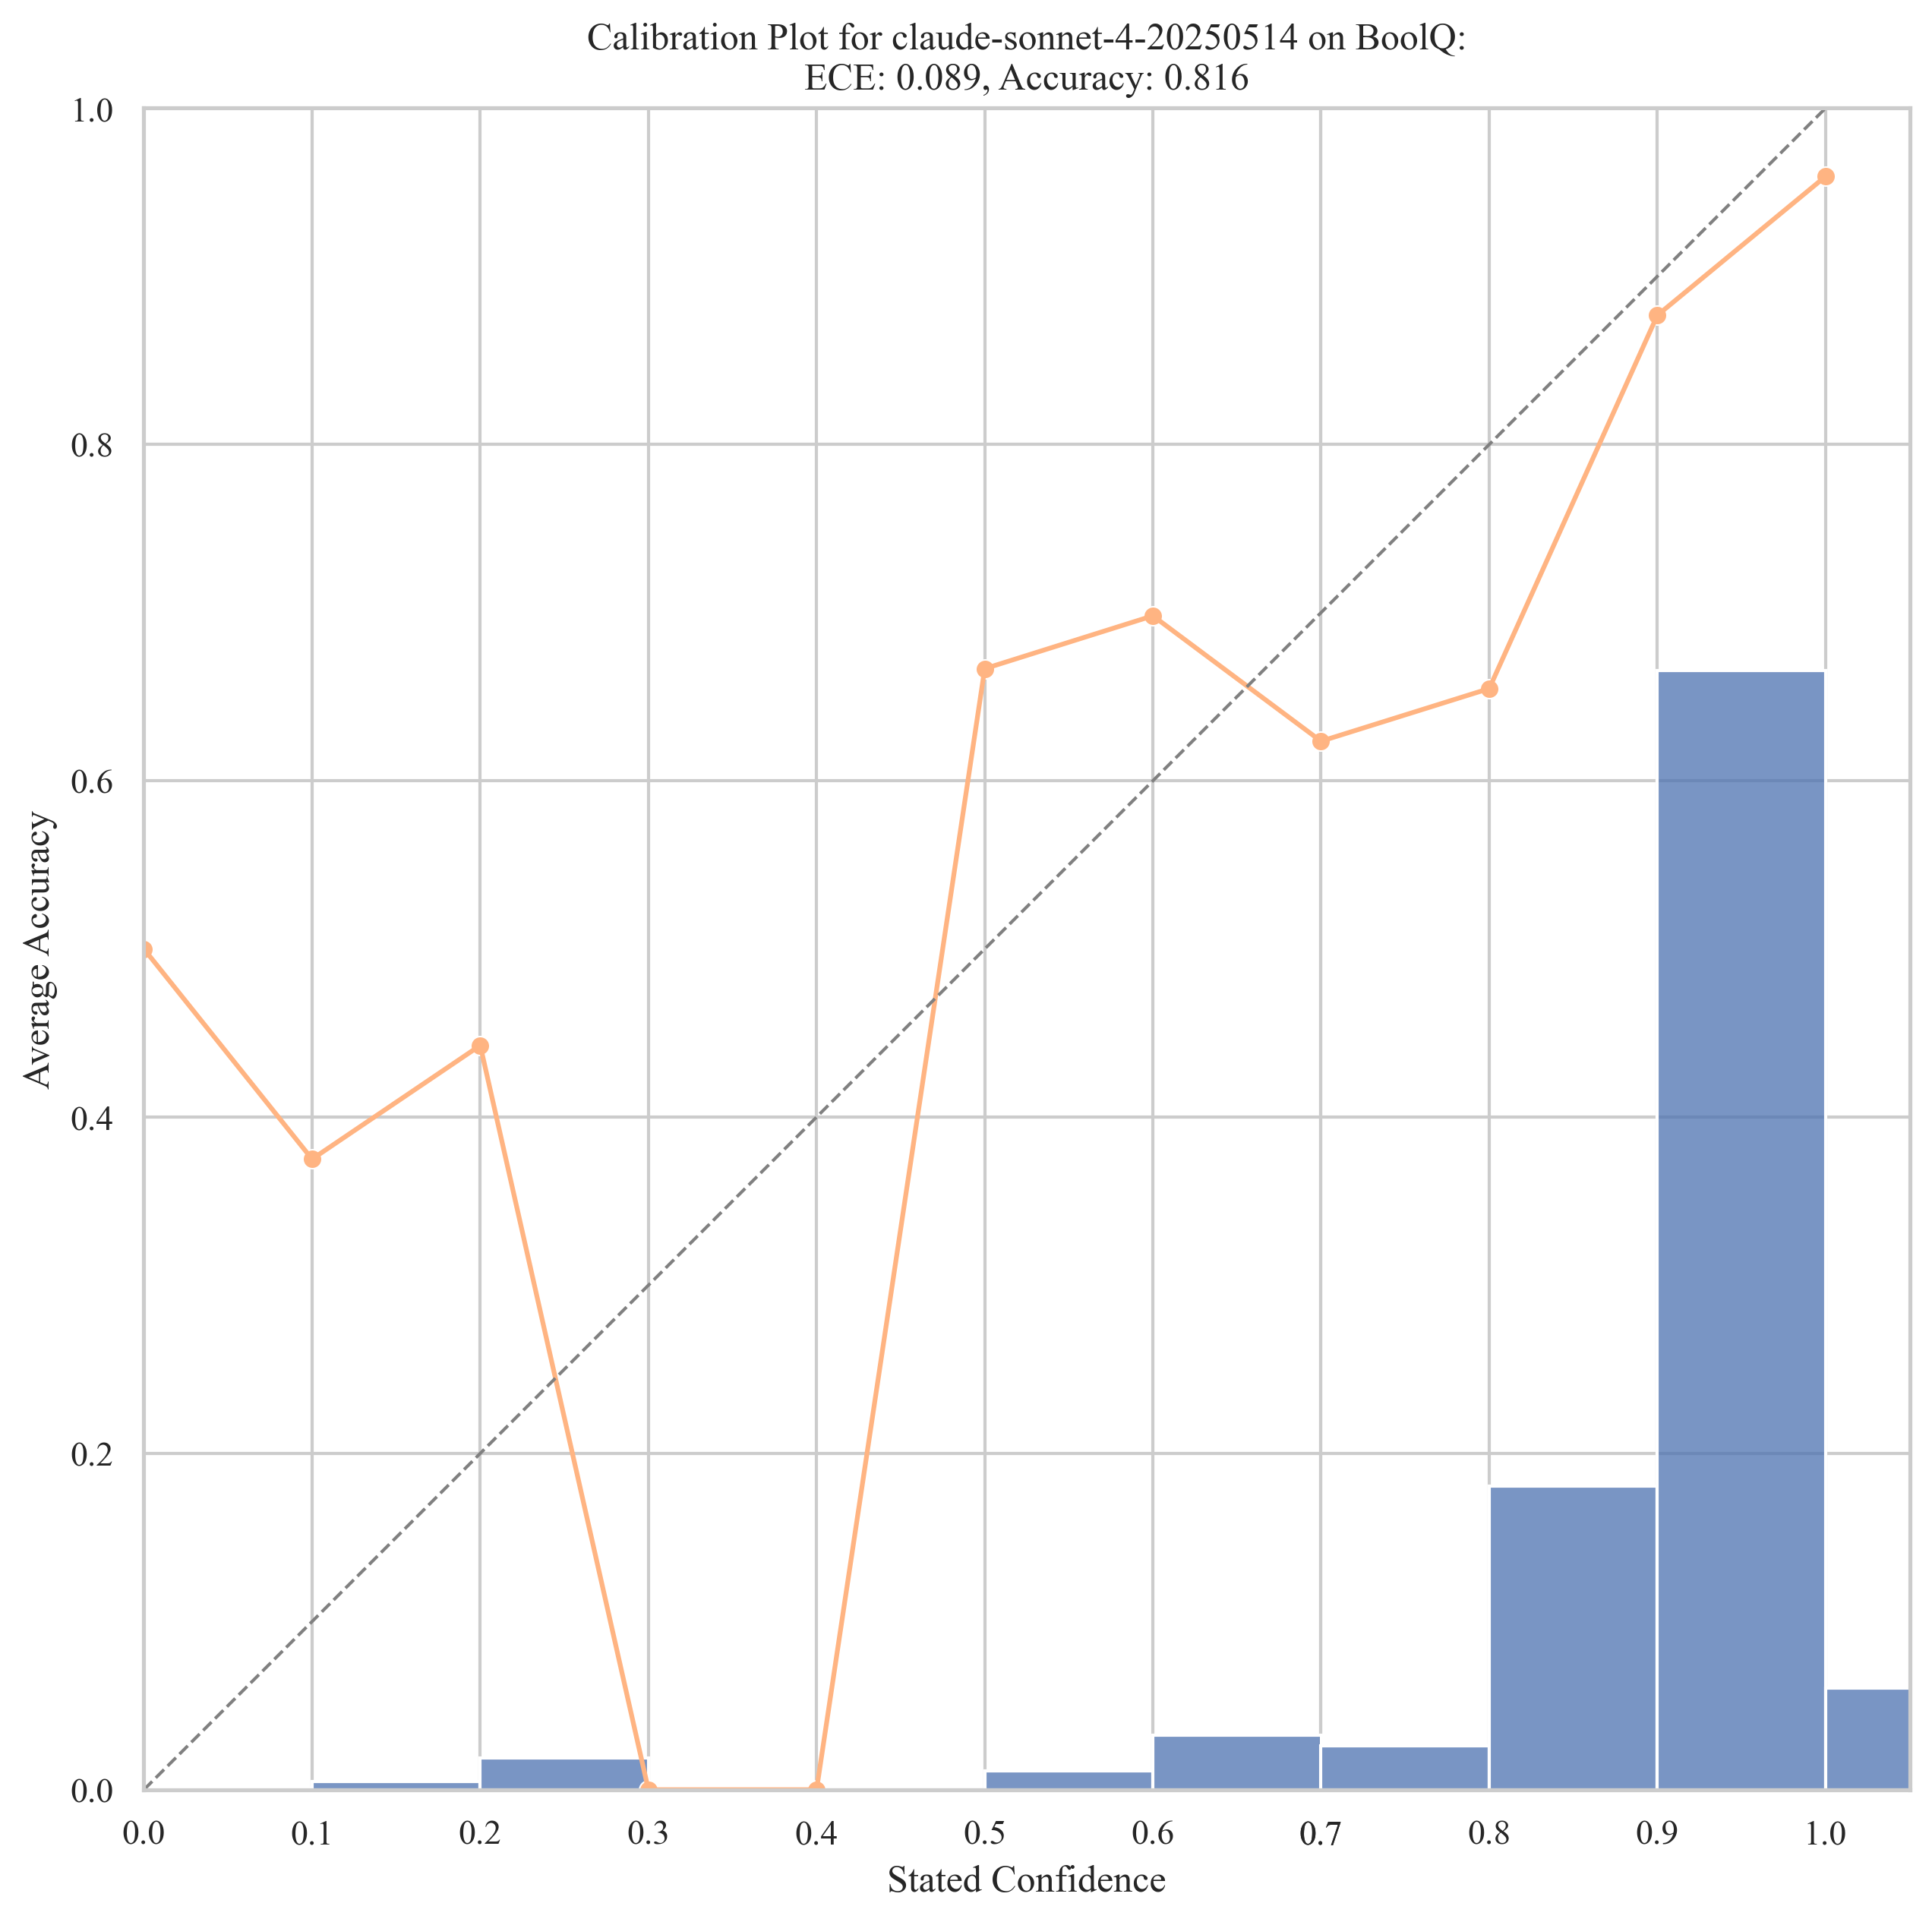 Calibration Plot for claude-sonnet-4-20250514 on BoolQ:
ECE: 0.089, Accuracy: 0.816
1.0
0.8
0.6
0.4
0.2
0.0
Average Accuracy
0.0 0.1 0.2 0.3 0.4 0.5 0.6 0.7 0.8 0.9 1.0
Stated Confidence